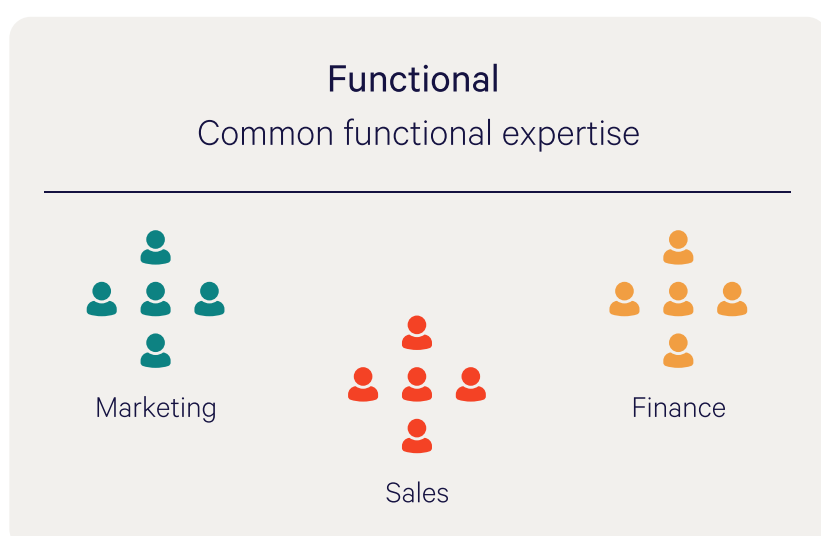 Functional
Common functional expertise
Marketing
Finance
Sales